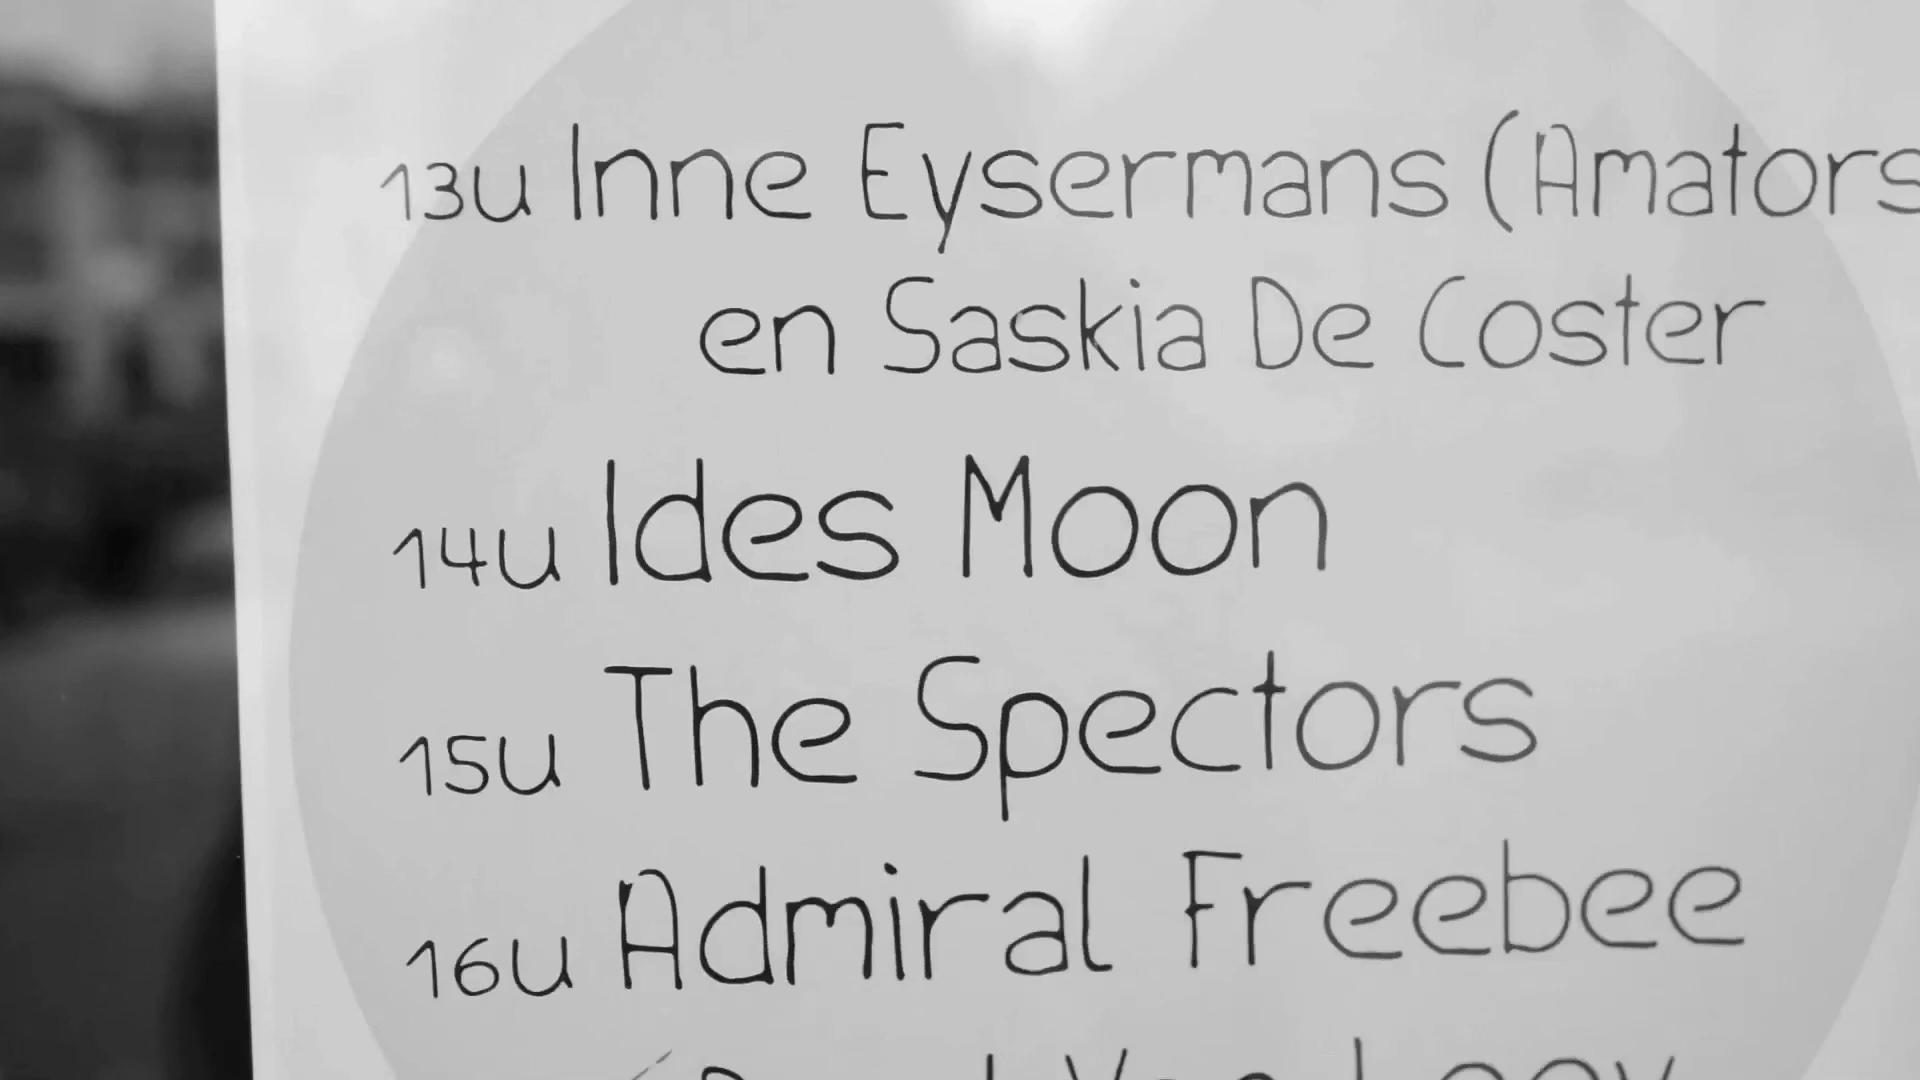 13u Inne Eysermans (Amators
en Saskia De Coster
14u Ides Moon
15u The Spectors
16u Admiral Freebee